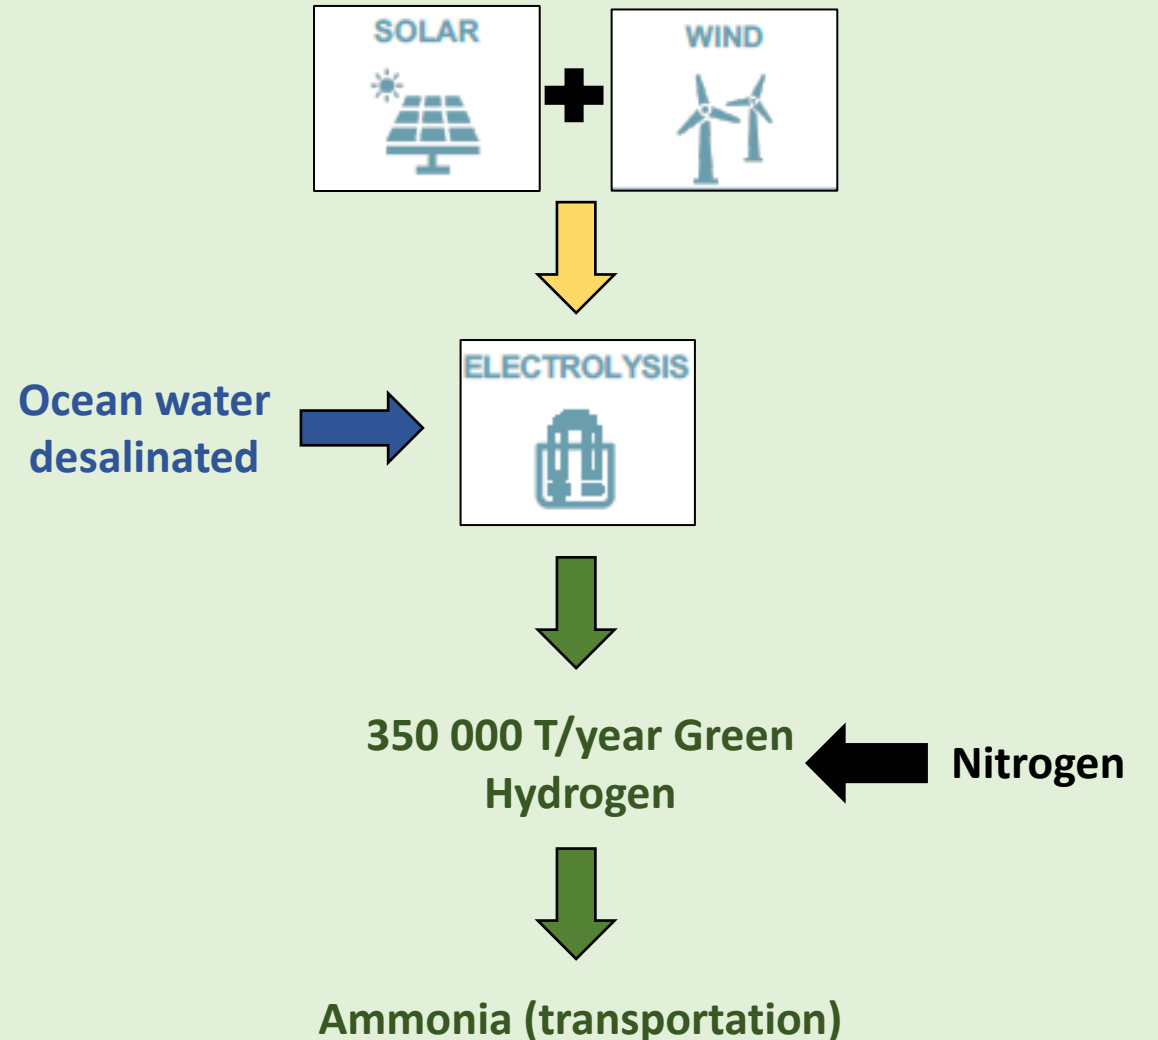 SOLAR
WIND
ELECTROLYSIS
Ocean water
desalinated
350 000 T/year Green
Hydrogen
Nitrogen
Ammonia (transportation)